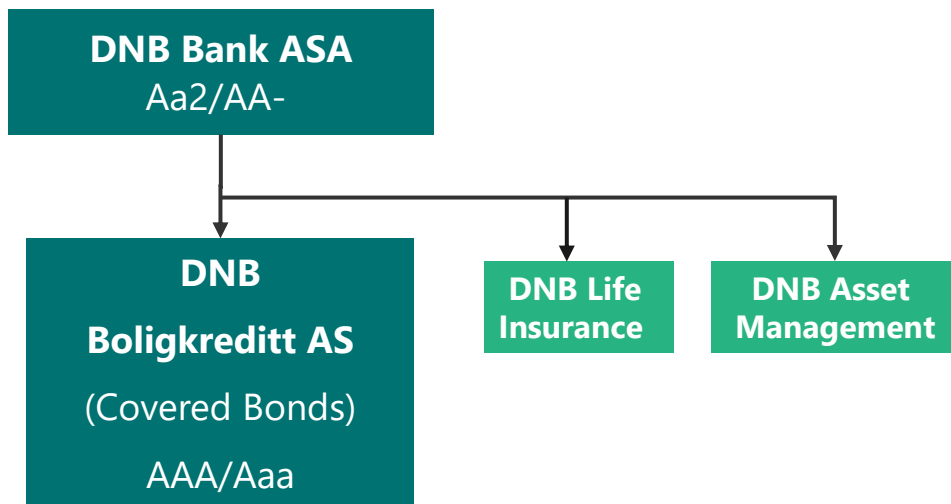 DNB Bank ASA
Aa2/AA-
DNB
Boligkreditt AS
(Covered Bonds)
AAA/Aaa
DNB Life
Insurance
DNB Asset
Management